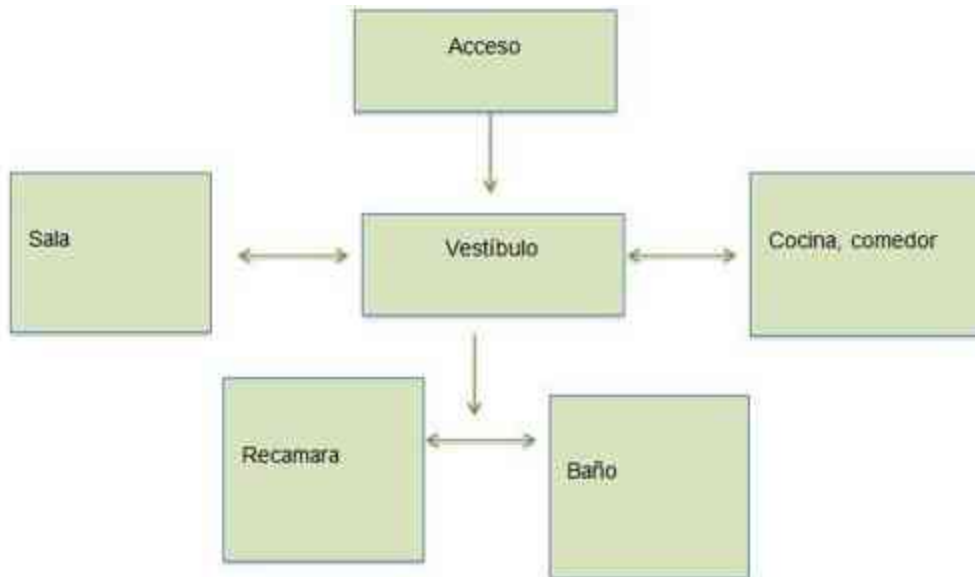 Acceso
Sala
Vestíbulo
Cocina, comedor
Recamara
Baño